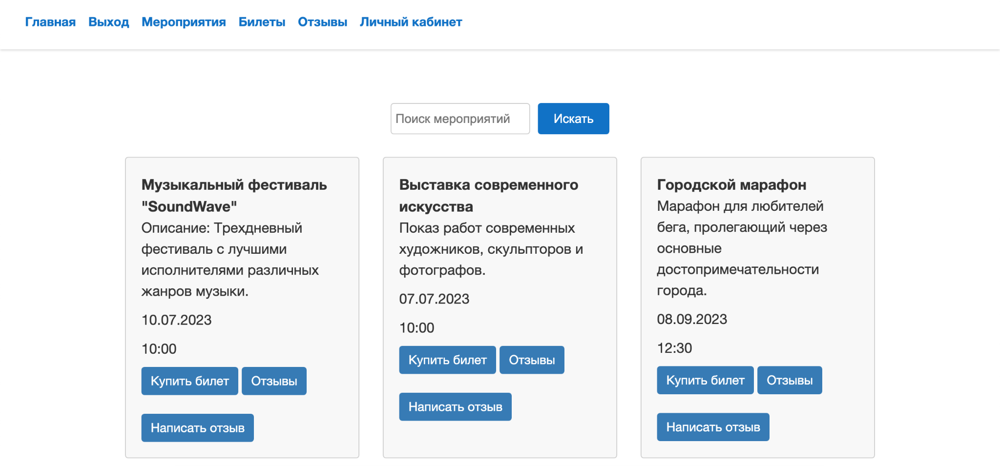 Главная Выход Мероприятия Билеты Отзывы Личный кабинет
Поиск мероприятий Искать
Музыкальный фестиваль
"SoundWave"
Описание: Трехдневный
фестиваль с лучшими
исполнителями различных
жанров музыки.
10.07.2023
10:00
Купить билет Отзывы
Написать отзыв
Выставка современного
искусства
Показ работ современных
художников, скульпторов и
фотографов.
07.07.2023
10:00
Купить билет Отзывы
Написать отзыв
Городской марафон
Марафон для любителей
бега, пролегающий через
основные
достопримечательности
города.
08.09.2023
12:30
Купить билет Отзывы
Написать отзыв